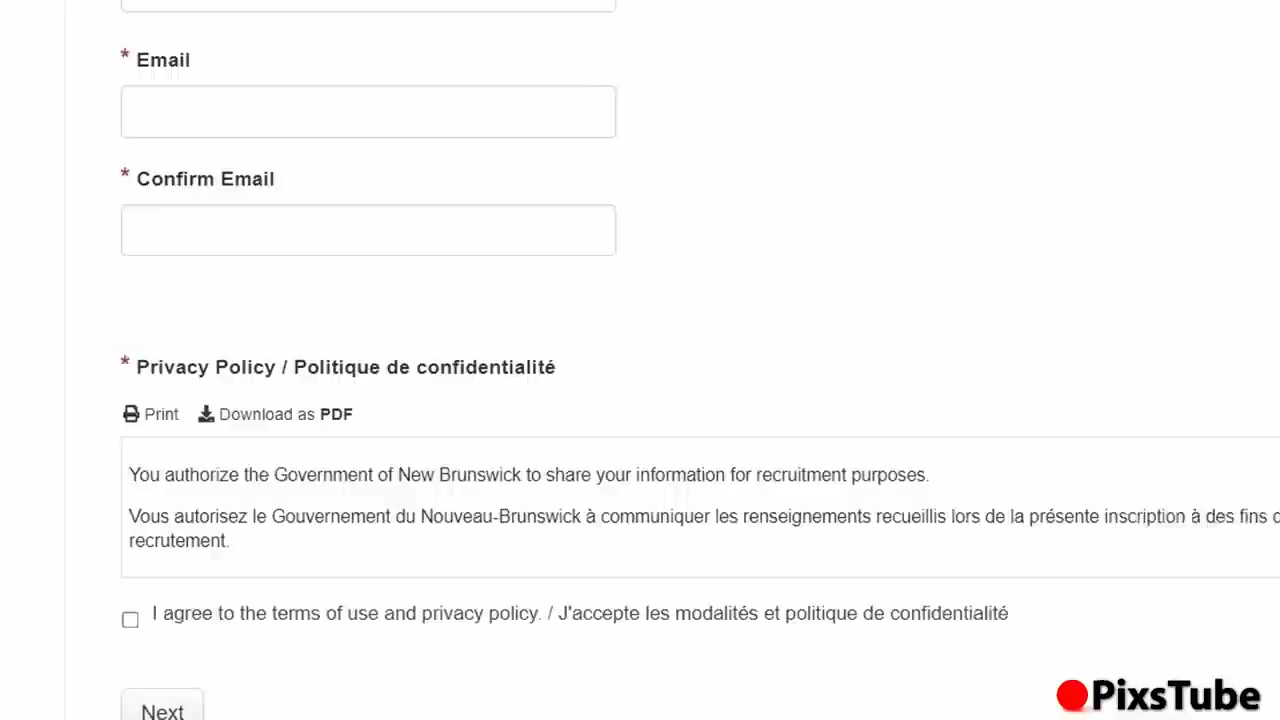 * Email
* Confirm Email
* Privacy Policy / Politique de confidentialité
Print Download as PDF
You authorize the Government of New Brunswick to share your information for recruitment purposes.
Vous autorisez le Gouvernement du Nouveau-Brunswick à communiquer les renseignements recueillis lors de la présente inscription à des fins
recrutement.
I agree to the terms of use and privacy policy. / J'accepte les modalités et politique de confidentialité
Next
PixsTube